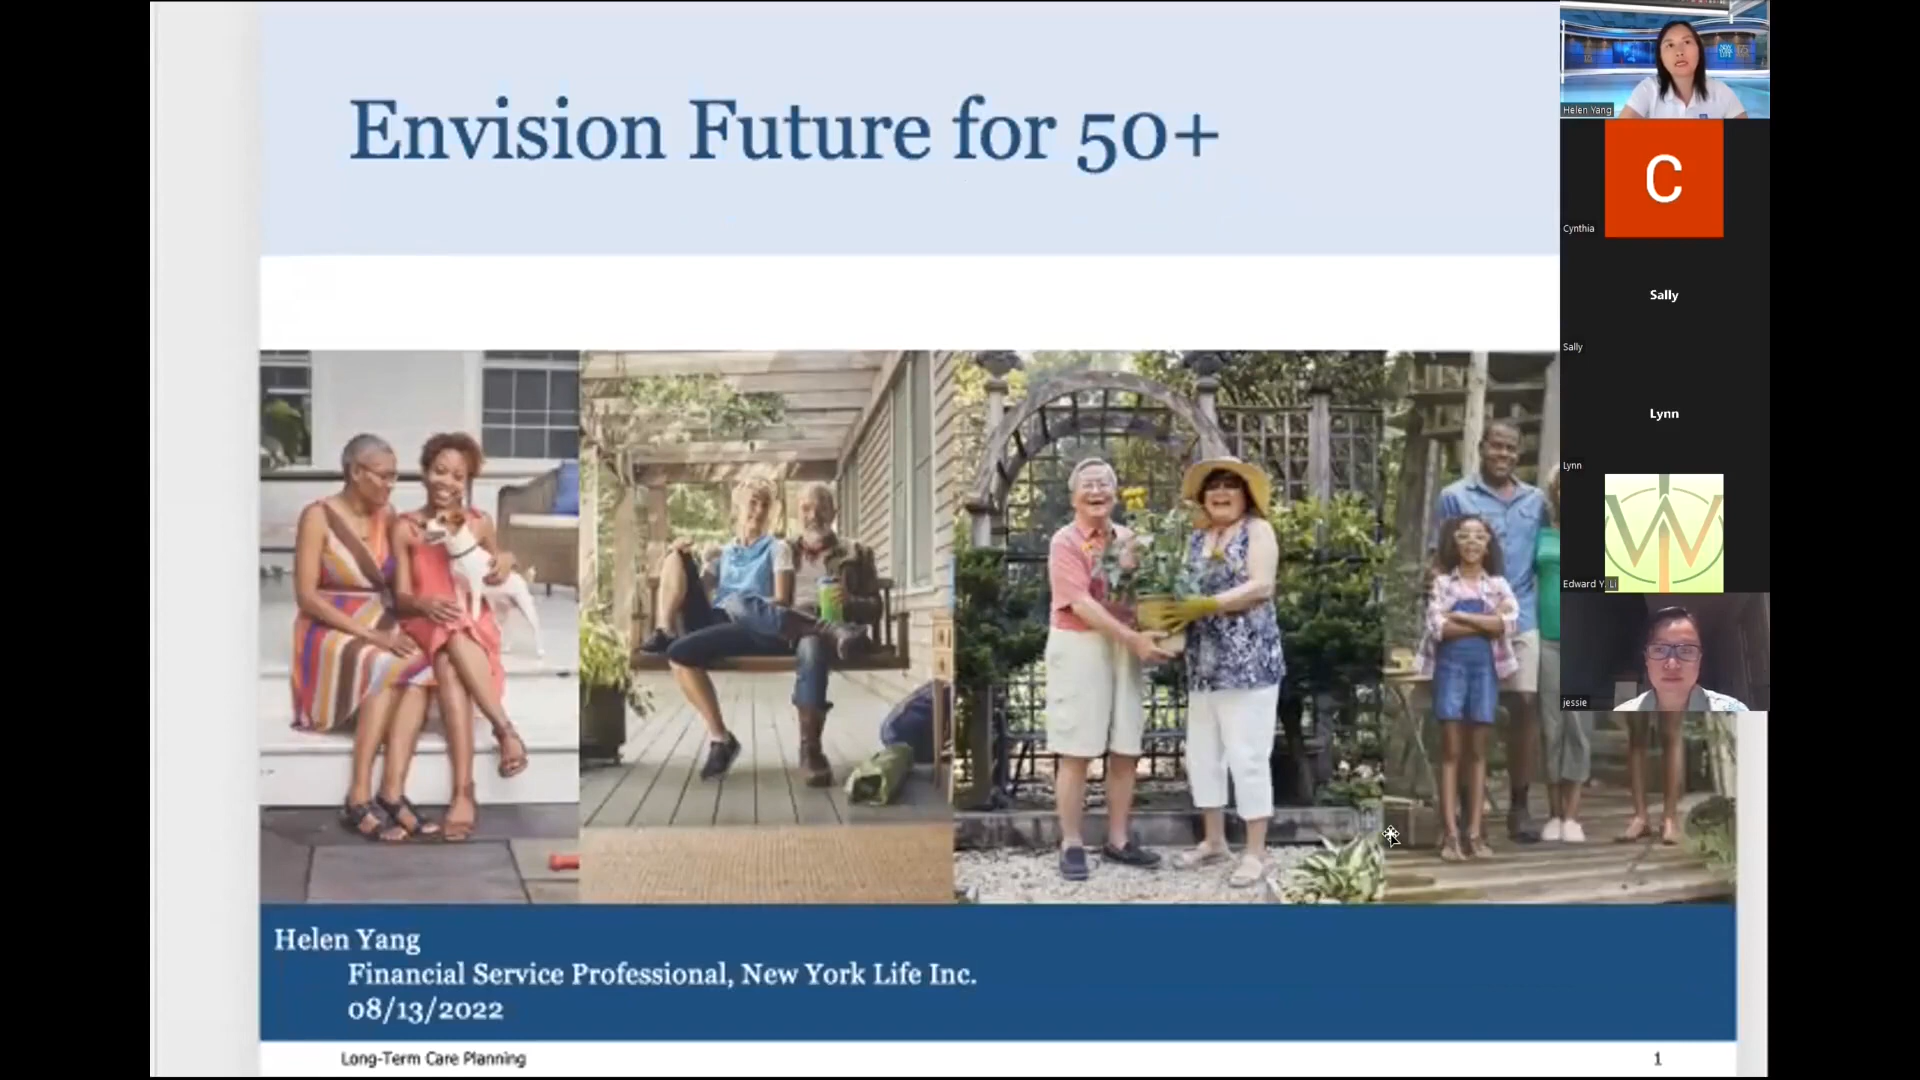 Envision Future for 50+
Helen Yang
Financial Service Professional, New York Life Inc.
08/13/2022
Long-Term Care Planning
1
Helen Yang
C
Cynthia
Sally
Sally
Lynn
Lynn
W
Edward Y. Li
jessie